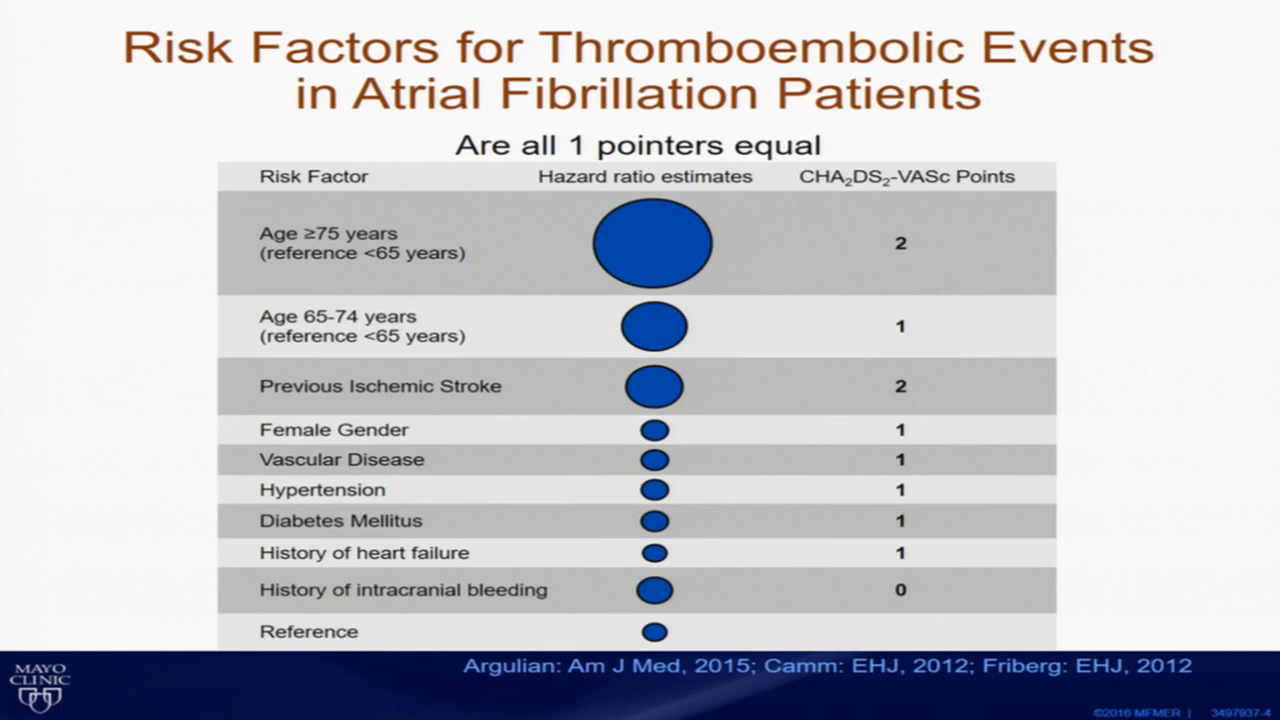 Risk Factors for Thromboembolic Events
in Atrial Fibrillation Patients
Are all 1 pointers equal
Risk Factor Hazard ratio estimates CHA₂DS₂-VASc Points
Age ≥75 years
(reference <65 years) 2
Age 65-74 years
(reference <65 years) 1
Previous Ischemic Stroke 2
Female Gender 1
Vascular Disease 1
Hypertension 1
Diabetes Mellitus 1
History of heart failure 1
History of intracranial bleeding 0
Reference
Argulian: Am J Med, 2015; Camm: EHJ, 2012; Friberg: EHJ, 2012
MAYO
CLINIC
©2016 MFMER | 3497937-4